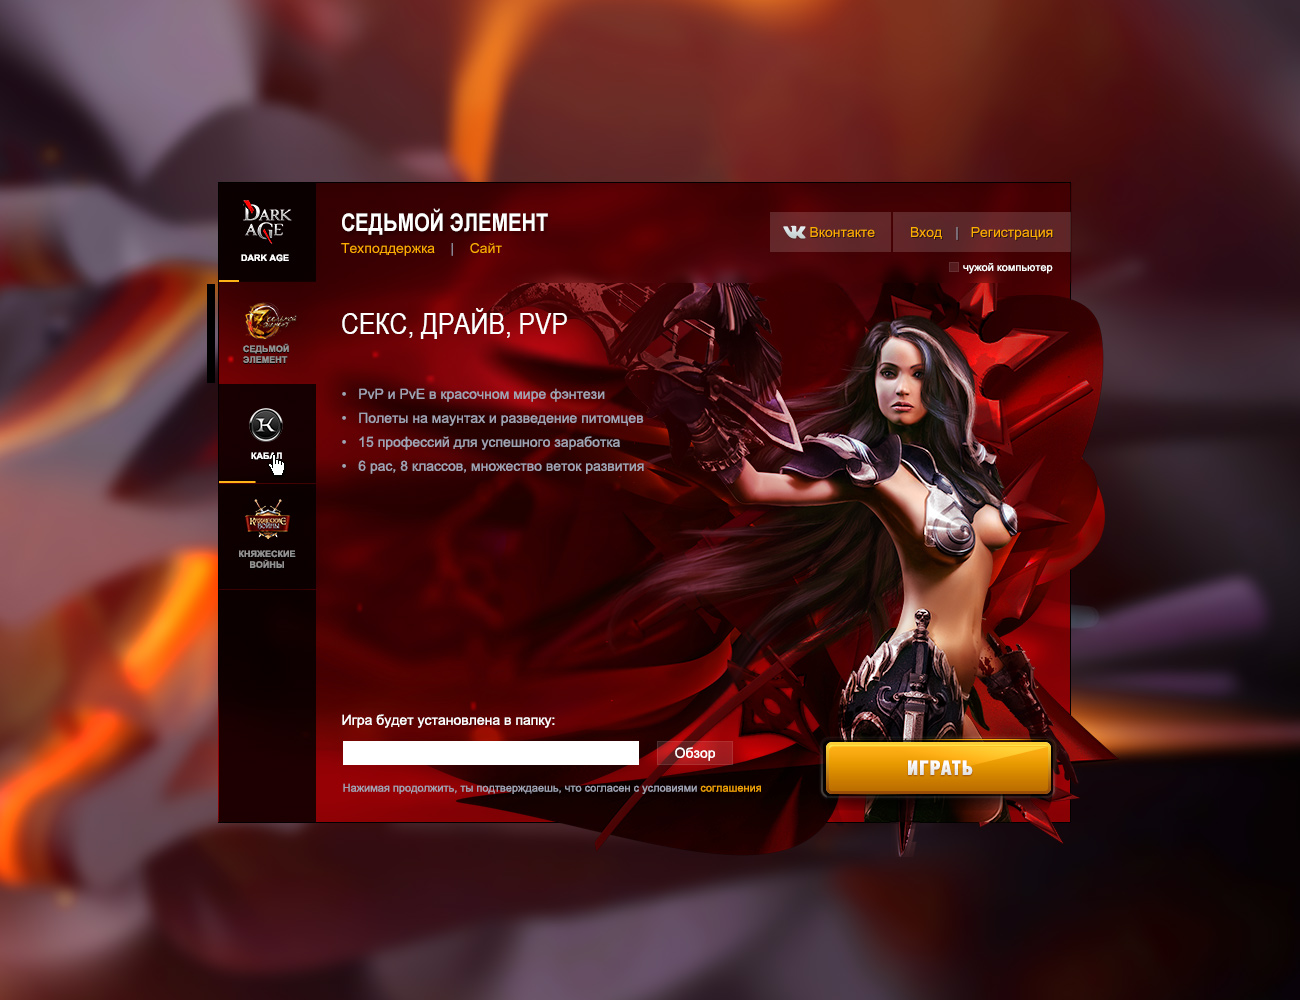 DARK
AGE
DARK AGE
СЕДЬМОЙ ЭЛЕМЕНТ
Техподдержка | Сайт
Вконтакте
Вход | Регистрация
чужой компьютер
7 седьмой
элемент
СЕДЬМОЙ
ЭЛЕМЕНТ
K
КАБАЛ
КНЯЖЕСКИЕ
ВОЙНЫ
КНЯЖЕСКИЕ
ВОЙНЫ
СЕКС, ДРАЙВ, PVP
• PvP и PvE в красочном мире фэнтези
• Полеты на маунтах и разведение питомцев
• 15 профессий для успешного заработка
• 6 рас, 8 классов, множество веток развития
Игра будет установлена в папку:
Обзор
Нажимая продолжить, ты подтверждаешь, что согласен с условиями соглашения
ИГРАТЬ